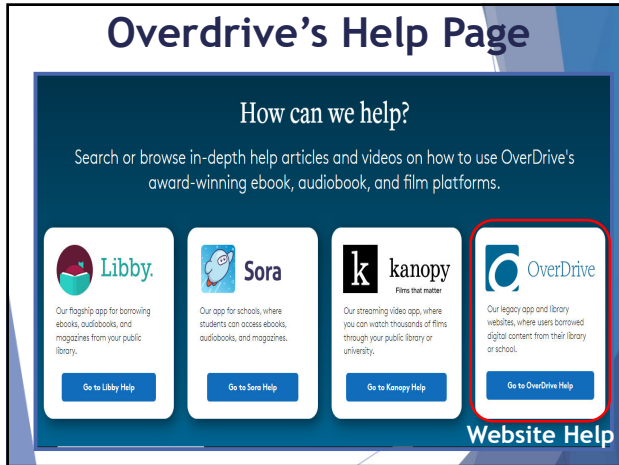 Overdrive’s Help Page
How can we help?
Search or browse in-depth help articles and videos on how to use OverDrive's
award-winning ebook, audiobook, and film platforms.
Libby.
Our flagship app for borrowing
ebooks, audiobooks, and
magazines from your public
library.
Go to Libby Help
Sora
Our app for schools, where
students can access ebooks,
audiobooks, and magazines.
Go to Sora Help
k
kanopy
Films that matter
Our streaming video app, where
you can watch thousands of films
through your public library or
university.
Go to Kanopy Help
OverDrive
Our legacy app and library
websites, where users borrowed
digital content from their library
or school.
Go to OverDrive Help
Website Help